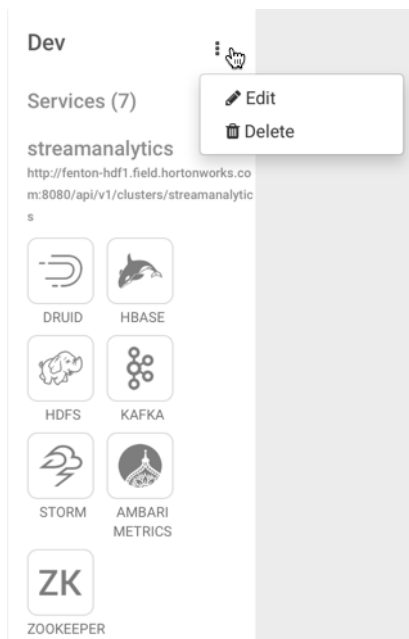 Dev
Edit
Services (7)
Delete
streamanalytics
http://fenton-hdf1.field.hortonworks.co
m:8080/api/v1/clusters/streamanalytic
s
DRUID HBASE
HDFS KAFKA
STORM AMBARI
METRICS
ZK
ZOOKEEPER